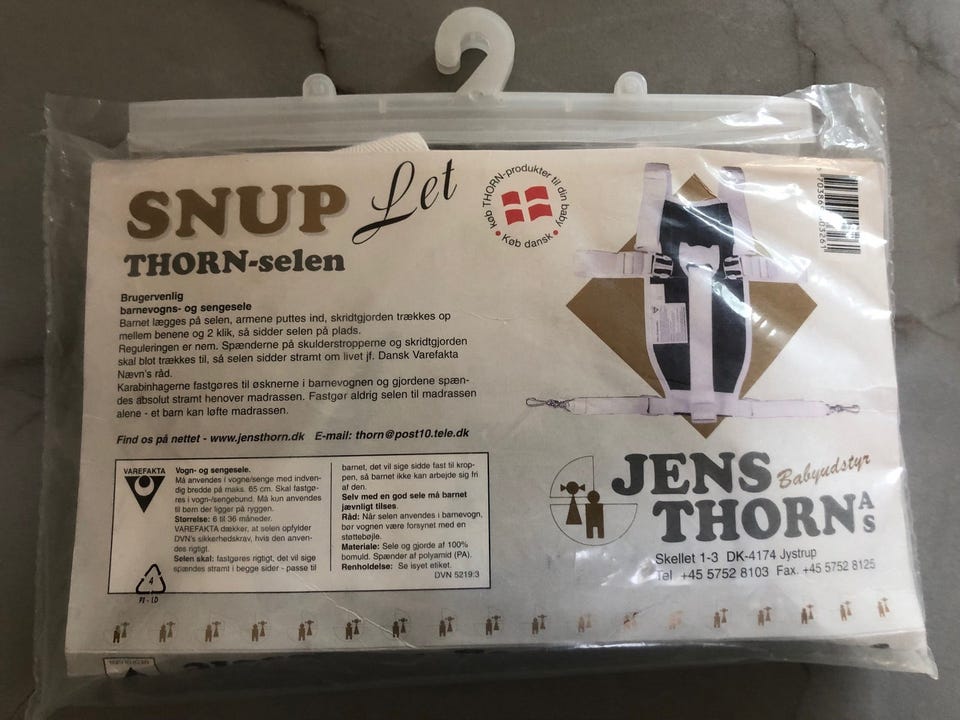 SNUP Let
THORN-selen
Køb THORN-produkter til din baby
• Køb dansk •
Brugervenlig
barnevogns- og sengesele
Barnet lægges på selen, armene puttes ind, skridtgjorden trækkes op
mellem benene og 2 klik, så sidder selen på plads.
Reguleringen er nem. Spænderne på skulderstropperne og skridtgjorden
skal blot trækkes til, så selen sidder stramt om livet jf. Dansk Varefakta
Nævn's råd.
Karabinhagerne fastgøres til øsknerne i barnevognen og gjordene spæn-
des absolut stramt henover madrassen. Fastgør aldrig selen til madrassen
alene - et barn kan løfte madrassen.
Find os på nettet - www.jensthorn.dk E-mail: thorn@post10.tele.dk
VAREFAKTA
Vogn- og sengesele.
Må anvendes i vogne/senge med indven-
dig bredde på maks. 65 cm. Skal fastgø-
res i vogn-/sengebund. Må kun anvendes
til børn der ligger på ryggen.
Størrelse: 6 til 36 måneder.
VAREFAKTA dækker, at selen opfylder
DVN's sikkerhedskrav, hvis den anven-
des rigtigt.
Selen skal: fastgøres rigtigt, det vil sige
spændes stramt i begge sider - passe til
barnet, det vil sige sidde fast til krop-
pen, så barnet ikke kan arbejde sig fri
af den.
Selv med en god sele må barnet
jævnligt tilses.
Råd: Når selen anvendes i barnevogn,
bør vognen være forsynet med en
støttebøjle.
Materiale: Sele og gjorde af 100%
bomuld. Spænder af polyamid (PA).
Renholdelse: Se isyet etiket.
DVN 5219:3
4
PE - LD
JENS Babyudstyr
THORN AS
Skellet 1-3 DK-4174 Jystrup
Tel +45 5752 8103 Fax. +45 5752 8125